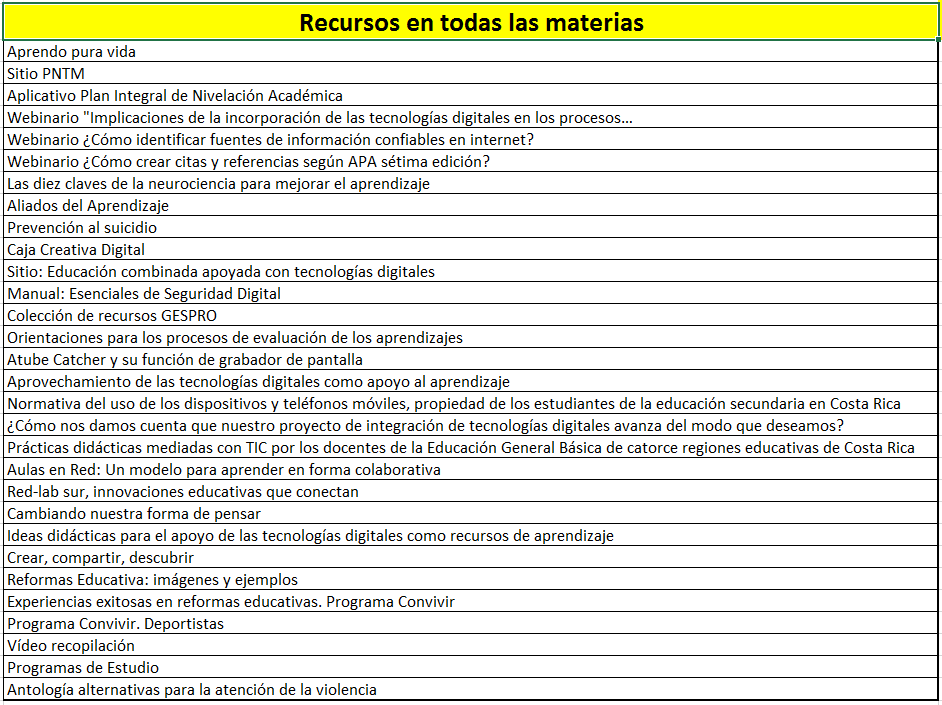 Recursos en todas las materias
Aprendo pura vida
Sitio PNTM
Aplicativo Plan Integral de Nivelación Académica
Webinario "Implicaciones de la incorporación de las tecnologías digitales en los procesos...
Webinario ¿Cómo identificar fuentes de información confiables en internet?
Webinario ¿Cómo crear citas y referencias según APA sétima edición?
Las diez claves de la neurociencia para mejorar el aprendizaje
Aliados del Aprendizaje
Prevención al suicidio
Caja Creativa Digital
Sitio: Educación combinada apoyada con tecnologías digitales
Manual: Esenciales de Seguridad Digital
Colección de recursos GESPRO
Orientaciones para los procesos de evaluación de los aprendizajes
Atube Catcher y su función de grabador de pantalla
Aprovechamiento de las tecnologías digitales como apoyo al aprendizaje
Normativa del uso de los dispositivos y teléfonos móviles, propiedad de los estudiantes de la educación secundaria en Costa Rica
¿Cómo nos damos cuenta que nuestro proyecto de integración de tecnologías digitales avanza del modo que deseamos?
Prácticas didácticas mediadas con TIC por los docentes de la Educación General Básica de catorce regiones educativas de Costa Rica
Aulas en Red: Un modelo para aprender en forma colaborativa
Red-lab sur, innovaciones educativas que conectan
Cambiando nuestra forma de pensar
Ideas didácticas para el apoyo de las tecnologías digitales como recursos de aprendizaje
Crear, compartir, descubrir
Reformas Educativa: imágenes y ejemplos
Experiencias exitosas en reformas educativas. Programa Convivir
Programa Convivir. Deportistas
Vídeo recopilación
Programas de Estudio
Antología alternativas para la atención de la violencia